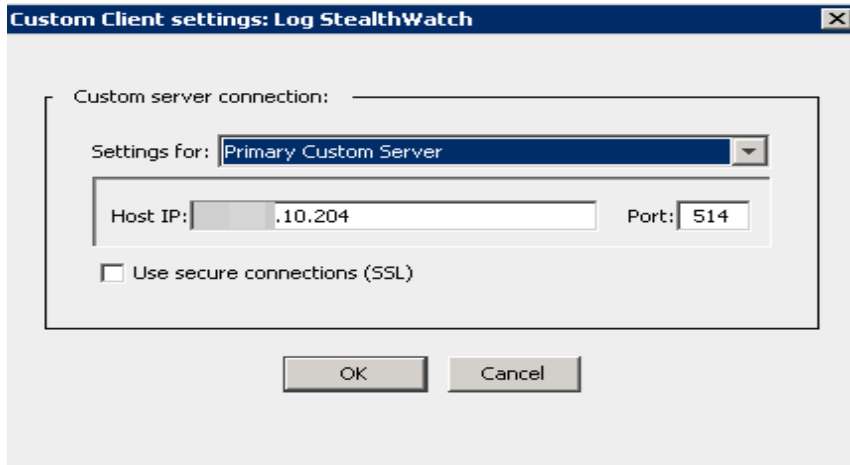 Custom Client settings: Log StealthWatch
Custom server connection:
Settings for: Primary Custom Server
Host IP: .10.204 Port: 514
Use secure connections (SSL)
OK Cancel